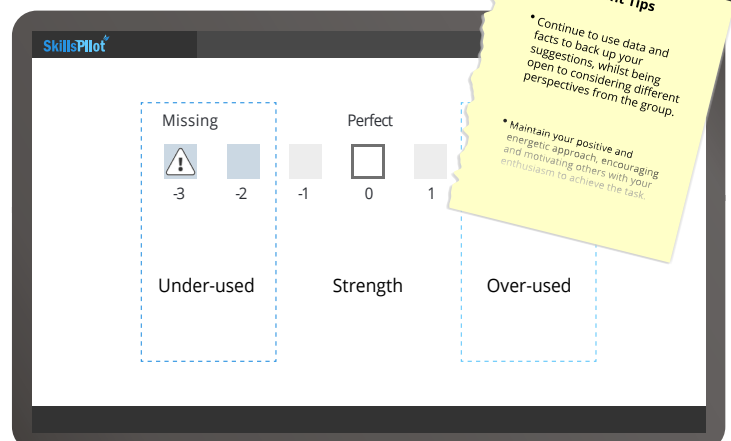 SkillsPilot
nt Tips
• Continue to use data and
facts to back up your
suggestions, whilst being
open to considering different
perspectives from the group.
• Maintain your positive and
energetic approach, encouraging
and motivating others with your
enthusiasm to achieve the task.
Missing Perfect
-3 -2 -1 0 1
Under-used Strength Over-used